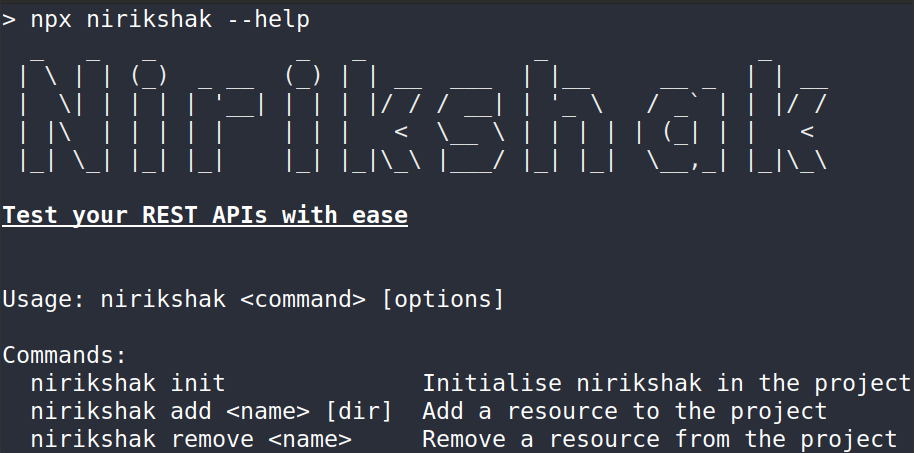 > npx nirikshak --help
Nirikshak
Test your REST APIs with ease
Usage: nirikshak <command> [options]
Commands:
nirikshak init Initialise nirikshak in the project
nirikshak add <name> [dir] Add a resource to the project
nirikshak remove <name> Remove a resource from the project